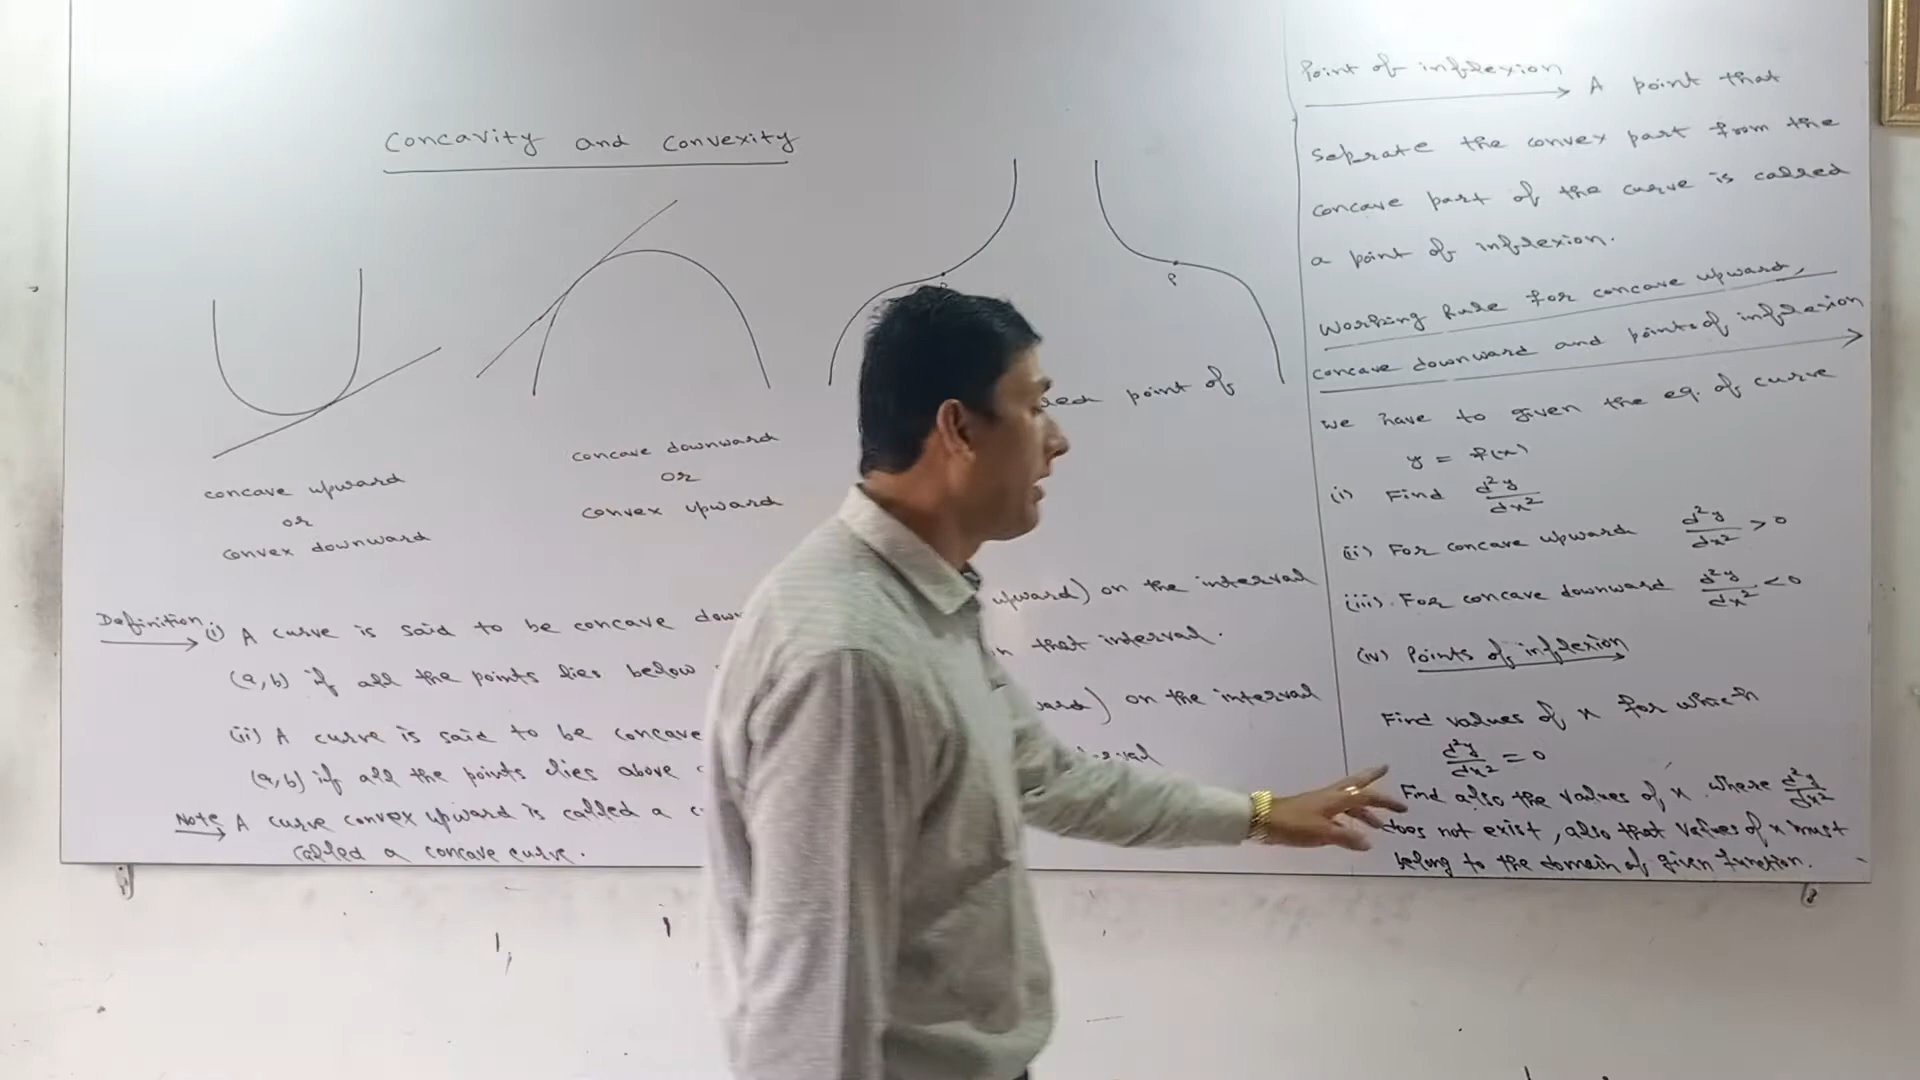 Concavity and Convexity
concave upward
or
convex downward
concave downward
or
convex upward
P
P
point of
Definition (i) A curve is said to be concave upward) on the interval
(a,b) if all the points lies below that interval.
(ii) A curve is said to be concave on the interval
(a,b) if all the points lies above
Note A curve convex upward is called a
called a concave curve.
Point of inflexion A point that
Seprate the convex part from the
concave part of the curve is called
a point of inflexion.
Working Rule for concave upward,
concave downward and points of inflexion
we have to given the eq. of curve
y = f(x)
(i) Find d²y/dx²
(ii) For concave upward d²y/dx² > 0
(iii). For concave downward d²y/dx² < 0
(iv) Points of inflexion
Find values of x for which
d²y/dx² = 0
Find also the values of x where d²y/dx²
does not exist, also that values of x must
belong to the domain of given function.